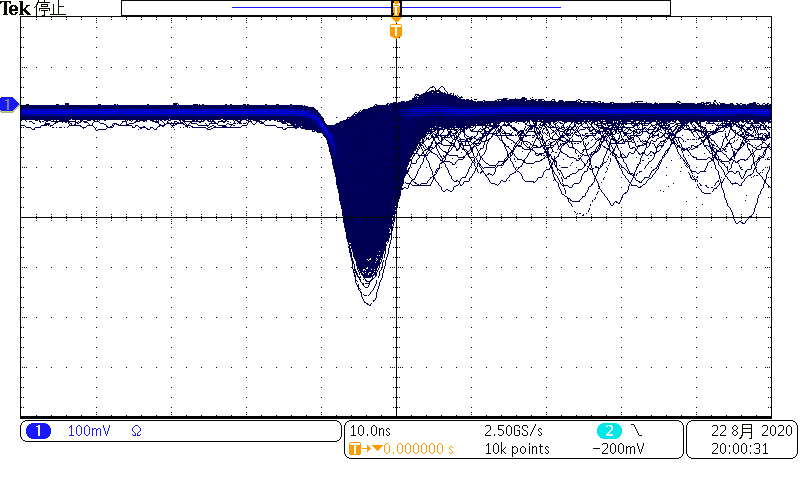 Tek 停止
T
T
1
1 100mV Ω
10.0ns 2.50GS/s 2
T→▼0.000000 s 10k points −200mV
22 8月 2020
20:00:31